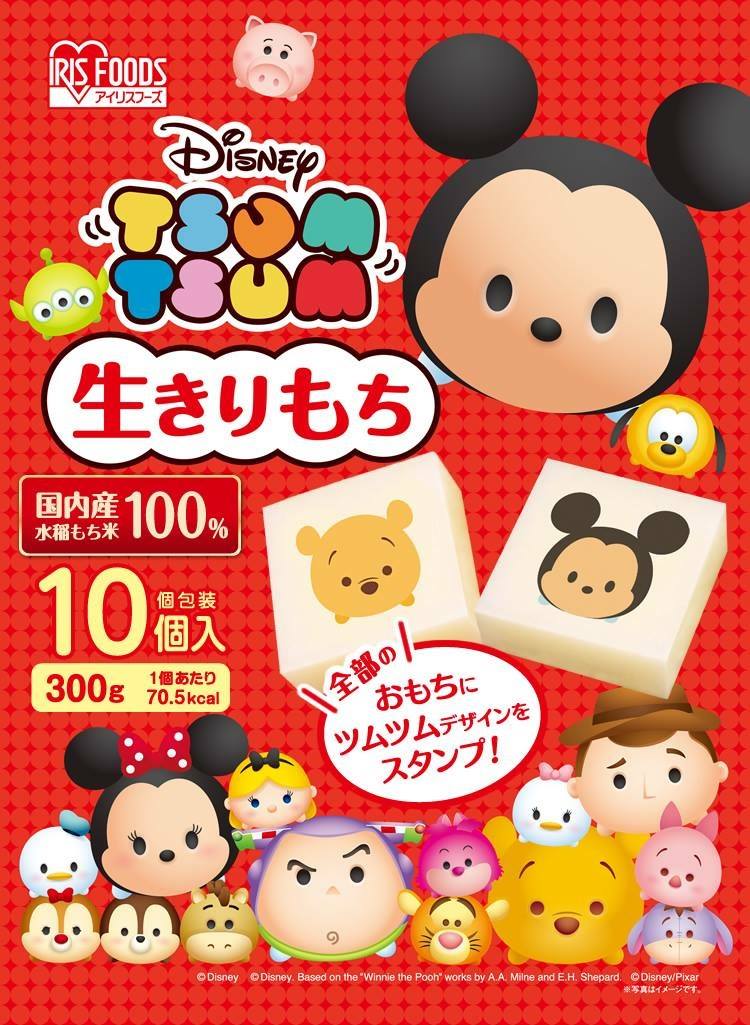 IRIS FOODS
アイリスフーズ
Disney
TSUM
TSUM
生きりもち
国内産
水稲もち米
100%
10
個包装
個入
300g
1個あたり
70.5kcal
全部の
おもちに
ツムツムデザインを
スタンプ!
©Disney ©Disney. Based on the "Winnie the Pooh" works by A.A. Milne and E.H. Shepard. ©Disney/Pixar
※写真はイメージです。